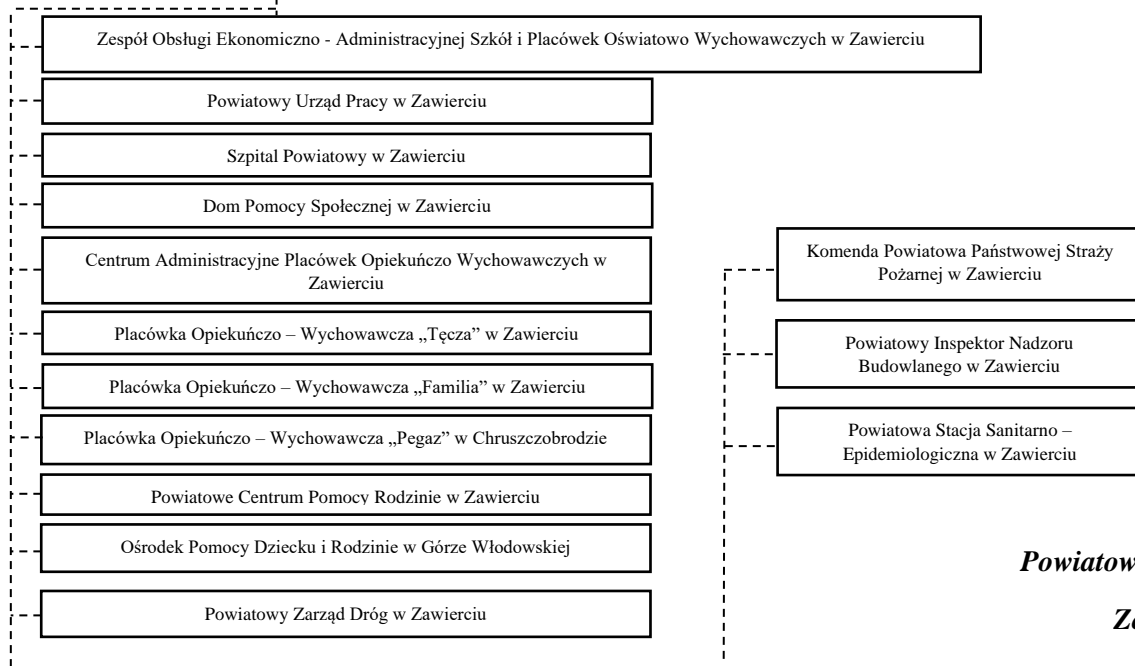 Zespół Obsługi Ekonomiczno - Administracyjnej Szkół i Placówek Oświatowo Wychowawczych w Zawierciu
Powiatowy Urząd Pracy w Zawierciu
Szpital Powiatowy w Zawierciu
Dom Pomocy Społecznej w Zawierciu
Centrum Administracyjne Placówek Opiekuńczo Wychowawczych w
Zawierciu
Placówka Opiekuńczo – Wychowawcza „Tęcza” w Zawierciu
Placówka Opiekuńczo – Wychowawcza „Familia” w Zawierciu
Placówka Opiekuńczo – Wychowawcza „Pegaz” w Chruszczobrodzie
Powiatowe Centrum Pomocy Rodzinie w Zawierciu
Ośrodek Pomocy Dziecku i Rodzinie w Górze Włodowskiej
Powiatowy Zarząd Dróg w Zawierciu
Komenda Powiatowa Państwowej Straży
Pożarnej w Zawierciu
Powiatowy Inspektor Nadzoru
Budowlanego w Zawierciu
Powiatowa Stacja Sanitarno –
Epidemiologiczna w Zawierciu
Powiatow